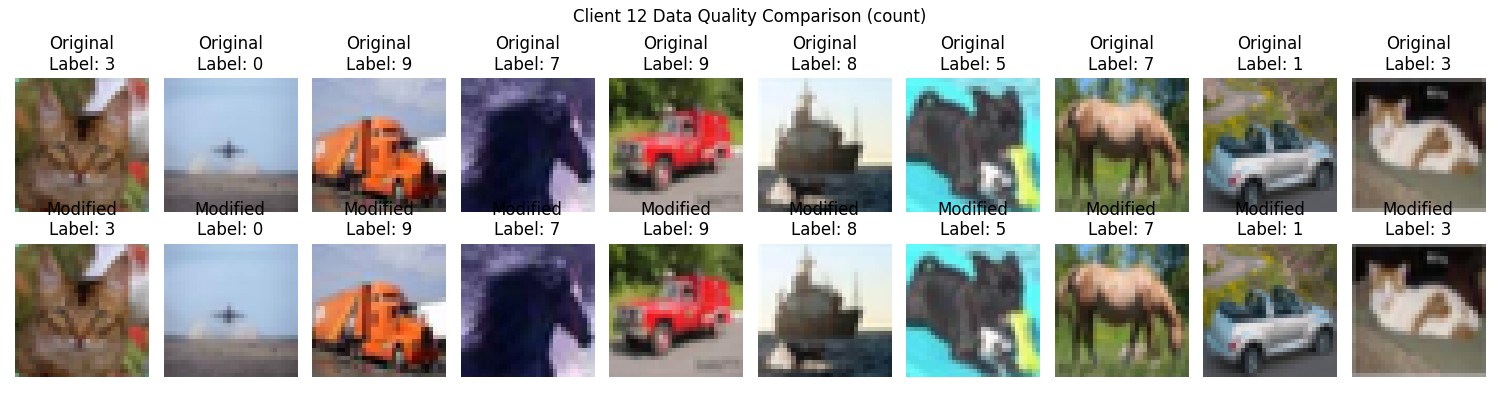 Client 12 Data Quality Comparison (count)
Original Original Original Original Original Original Original Original Original Original
Label: 3 Label: 0 Label: 9 Label: 7 Label: 9 Label: 8 Label: 5 Label: 7 Label: 1 Label: 3
Modified Modified Modified Modified Modified Modified Modified Modified Modified Modified
Label: 3 Label: 0 Label: 9 Label: 7 Label: 9 Label: 8 Label: 5 Label: 7 Label: 1 Label: 3